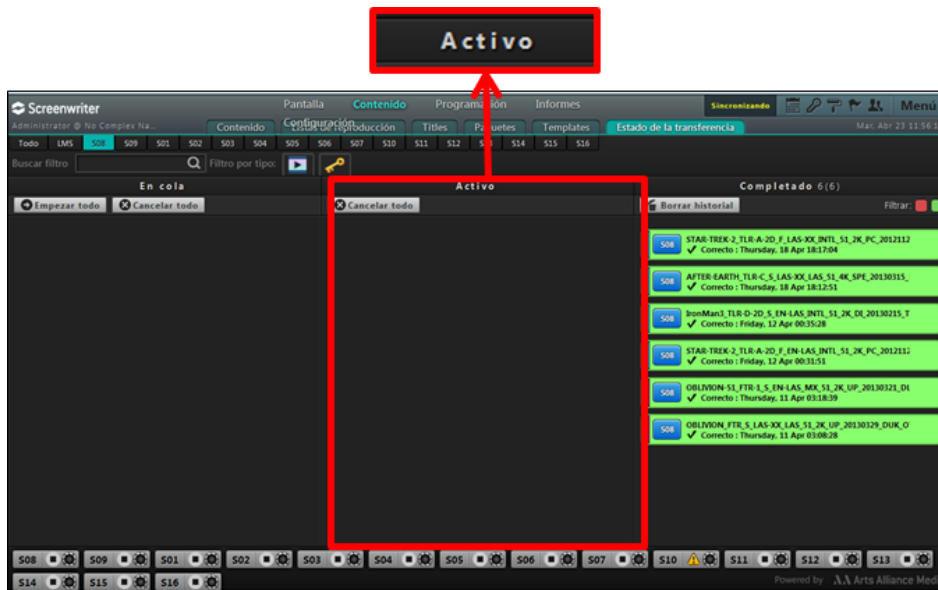 Activo
Screenwriter
Pantalla Contenido Programación Informes Sincronizando Menú
Administrator @ No Complex Na... Configuración
Contenido Listas de reproducción Titles Paquetes Templates Estado de la transferencia Mar, Abr 23 11:56:1
Todo LMS S08 S09 S01 S02 S03 S04 S05 S06 S07 S10 S11 S12 S13 S14 S15 S16
Buscar filtro Filtro por tipo:
En cola Activo Completado 6(6)
Empezar todo Cancelar todo Cancelar todo Borrar historial Filtrar:
S08 STAR-TREK-2_TLR-A-2D_F_LAS-XX_INTL_51_2K_PC_2012112
Correcto : Thursday, 18 Apr 18:17:04
S08 AFTER-EARTH_TLR-C_S_LAS-XX_LAS_51_4K_SPE_20130315_
Correcto : Thursday, 18 Apr 18:12:51
S08 IronMan3_TLR-D-2D_S_EN-LAS_INTL_51_2K_DI_20130215_T
Correcto : Friday, 12 Apr 00:35:28
S08 STAR-TREK-2_TLR-A-2D_F_EN-LAS_INTL_51_2K_PC_2012112
Correcto : Friday, 12 Apr 00:31:51
S08 OBLIVION-51_FTR-1_S_EN-LAS_MX_51_2K_UP_20130321_DL
Correcto : Thursday, 11 Apr 03:18:39
S08 OBLIVION_FTR_S_LAS-XX_LAS_51_2K_UP_20130329_DUK_O
Correcto : Thursday, 11 Apr 03:08:28
S08 S09 S01 S02 S03 S04 S05 S06 S07 S10 S11 S12 S13
S14 S15 S16 Powered by Arts Alliance Medi